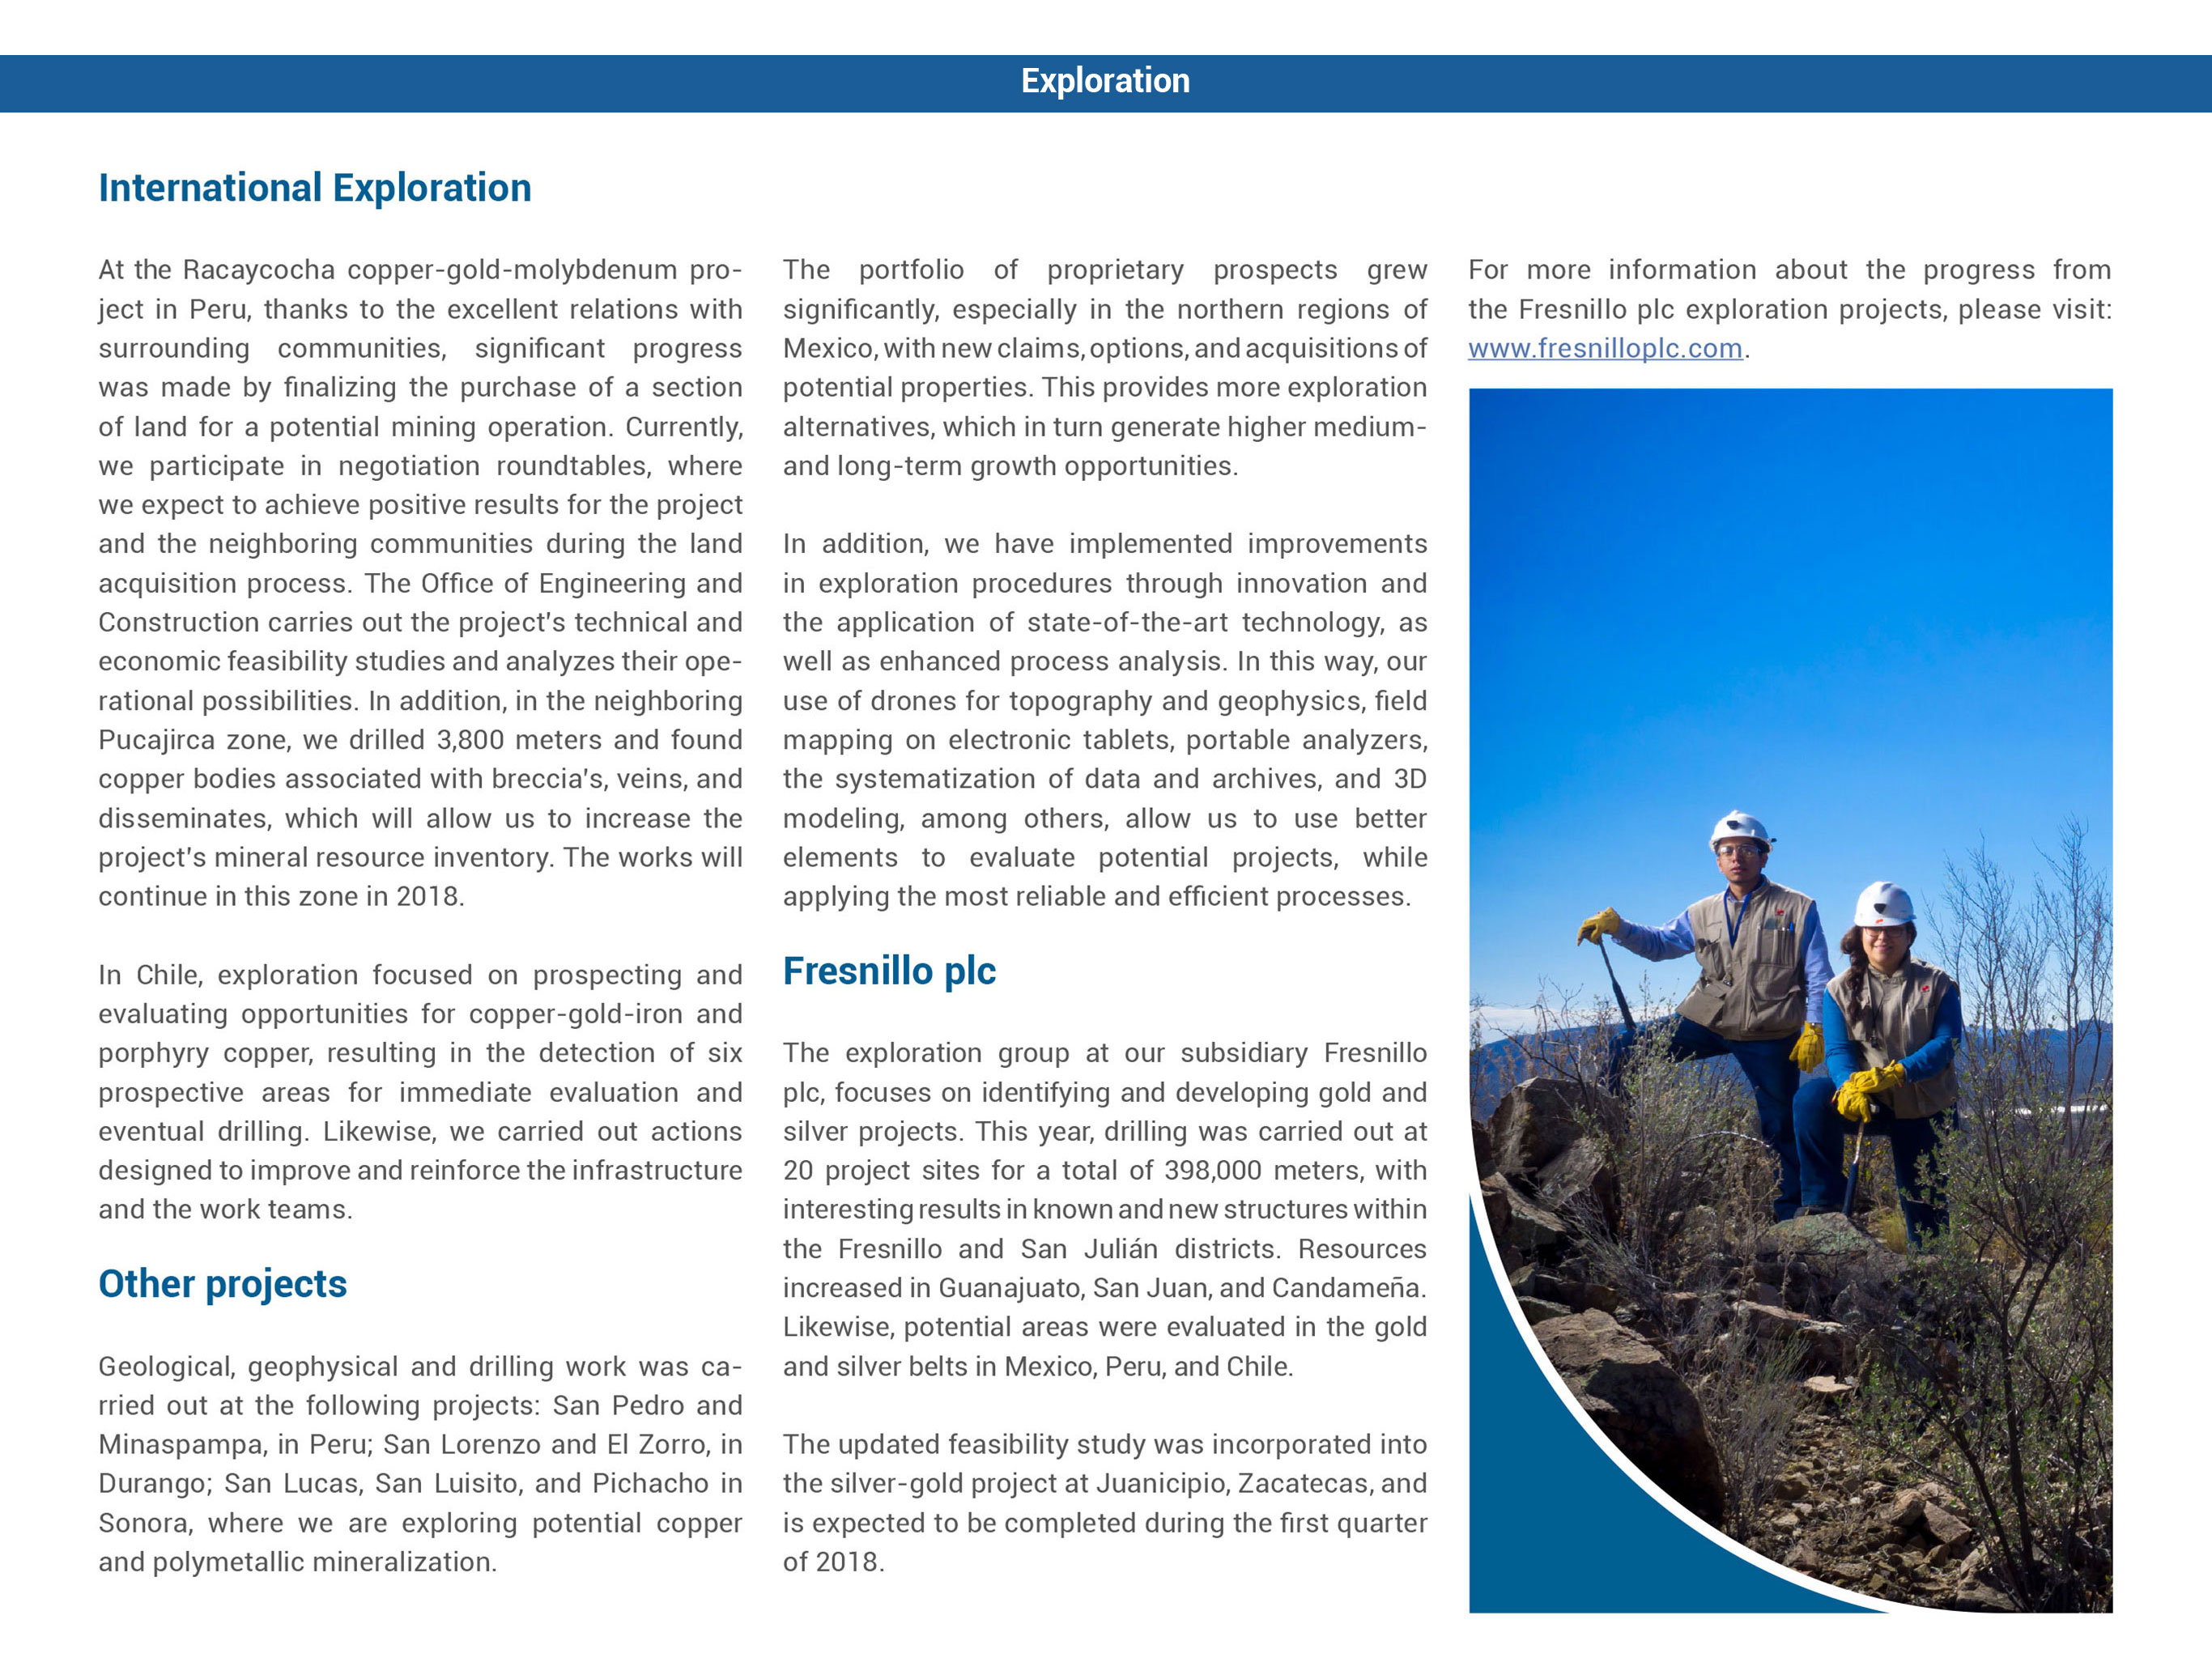 Exploration
International Exploration
At the Racaycocha copper-gold-molybdenum pro-
ject in Peru, thanks to the excellent relations with
surrounding communities, significant progress
was made by finalizing the purchase of a section
of land for a potential mining operation. Currently,
we participate in negotiation roundtables, where
we expect to achieve positive results for the project
and the neighboring communities during the land
acquisition process. The Office of Engineering and
Construction carries out the project's technical and
economic feasibility studies and analyzes their ope-
rational possibilities. In addition, in the neighboring
Pucajirca zone, we drilled 3,800 meters and found
copper bodies associated with breccia's, veins, and
disseminates, which will allow us to increase the
project's mineral resource inventory. The works will
continue in this zone in 2018.
In Chile, exploration focused on prospecting and
evaluating opportunities for copper-gold-iron and
porphyry copper, resulting in the detection of six
prospective areas for immediate evaluation and
eventual drilling. Likewise, we carried out actions
designed to improve and reinforce the infrastructure
and the work teams.
Other projects
Geological, geophysical and drilling work was ca-
rried out at the following projects: San Pedro and
Minaspampa, in Peru; San Lorenzo and El Zorro, in
Durango; San Lucas, San Luisito, and Pichacho in
Sonora, where we are exploring potential copper
and polymetallic mineralization.
The portfolio of proprietary prospects grew
significantly, especially in the northern regions of
Mexico, with new claims, options, and acquisitions of
potential properties. This provides more exploration
alternatives, which in turn generate higher medium-
and long-term growth opportunities.
In addition, we have implemented improvements
in exploration procedures through innovation and
the application of state-of-the-art technology, as
well as enhanced process analysis. In this way, our
use of drones for topography and geophysics, field
mapping on electronic tablets, portable analyzers,
the systematization of data and archives, and 3D
modeling, among others, allow us to use better
elements to evaluate potential projects, while
applying the most reliable and efficient processes.
Fresnillo plc
The exploration group at our subsidiary Fresnillo
plc, focuses on identifying and developing gold and
silver projects. This year, drilling was carried out at
20 project sites for a total of 398,000 meters, with
interesting results in known and new structures within
the Fresnillo and San Julián districts. Resources
increased in Guanajuato, San Juan, and Candameña.
Likewise, potential areas were evaluated in the gold
and silver belts in Mexico, Peru, and Chile.
The updated feasibility study was incorporated into
the silver-gold project at Juanicipio, Zacatecas, and
is expected to be completed during the first quarter
of 2018.
For more information about the progress from
the Fresnillo plc exploration projects, please visit:
www.fresnilloplc.com.